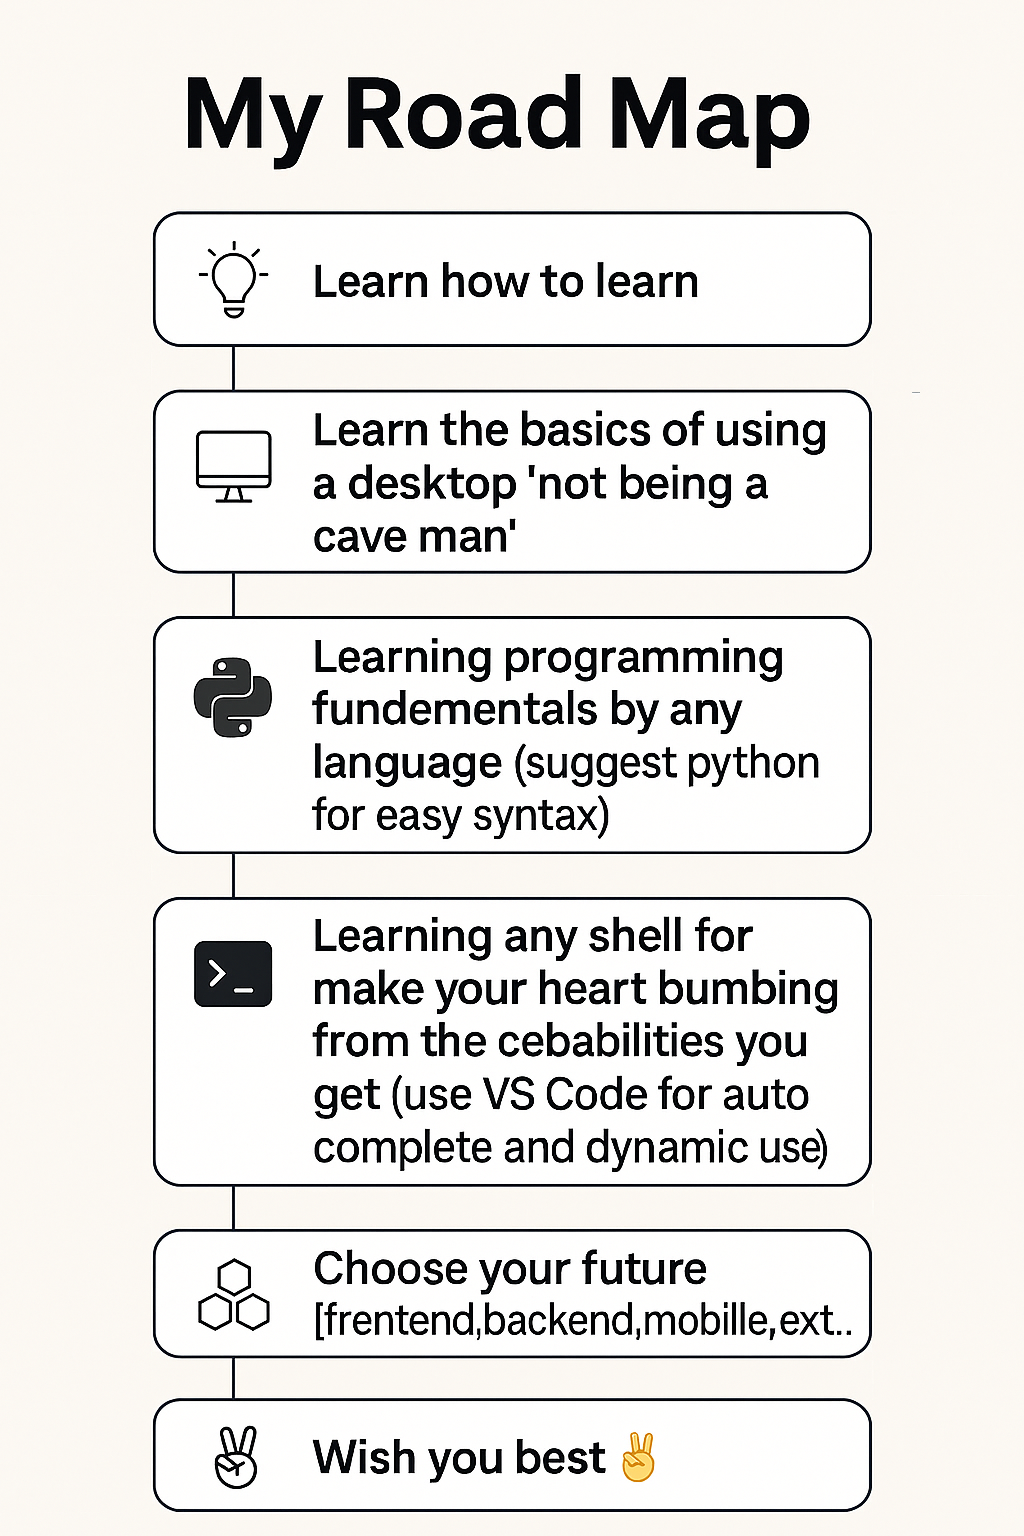 My Road Map
Learn how to learn
Learn the basics of using
a desktop 'not being a
cave man'
Learning programming
fundementals by any
language (suggest python
for easy syntax)
Learning any shell for
make your heart bumbing
from the cebabilities you
get (use VS Code for auto
complete and dynamic use)
Choose your future
[frentend,backend,mobille,ext..
Wish you best ✌️